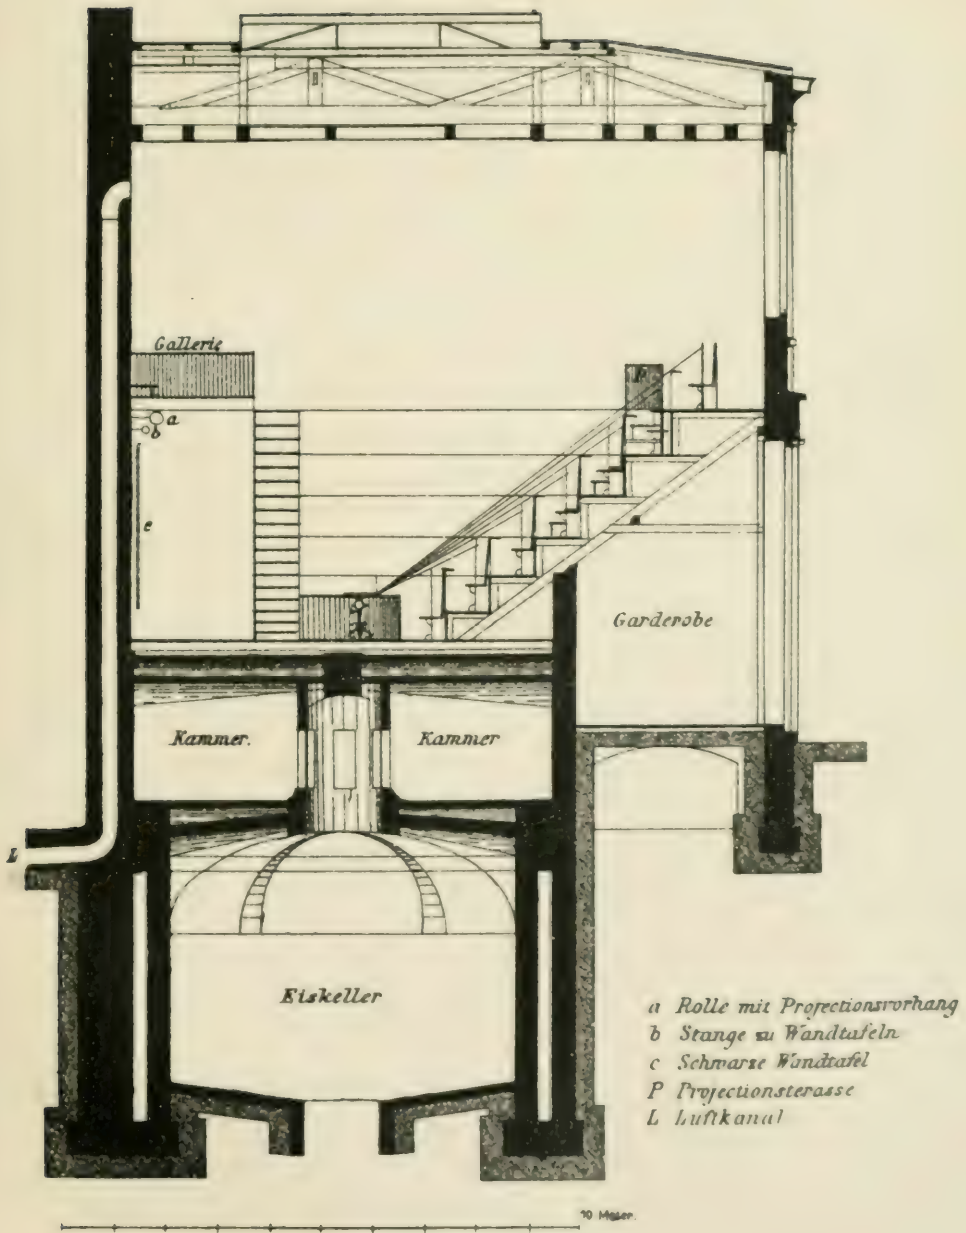 Gallerie
a
b
c
P
Garderobe
Kammer.
Kammer
L
Eiskeller
a Rolle mit Projectionsvorhang
b Stange zu Wandtafeln
c Schwarze Wandtafel
P Projectionsterasse
L Luftkanal
10 Meter.